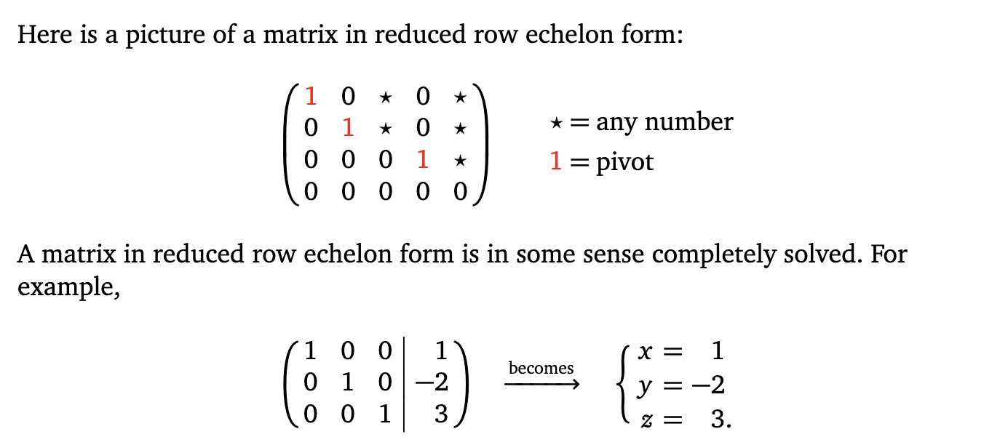 Here is a picture of a matrix in reduced row echelon form:
1 0 ⋆ 0 ⋆
0 1 ⋆ 0 ⋆
0 0 0 1 ⋆
0 0 0 0 0
⋆ = any number
1 = pivot
A matrix in reduced row echelon form is in some sense completely solved. For
example,
1 0 0 | 1
0 1 0 | −2
0 0 1 | 3
becomes
x = 1
y = −2
z = 3.